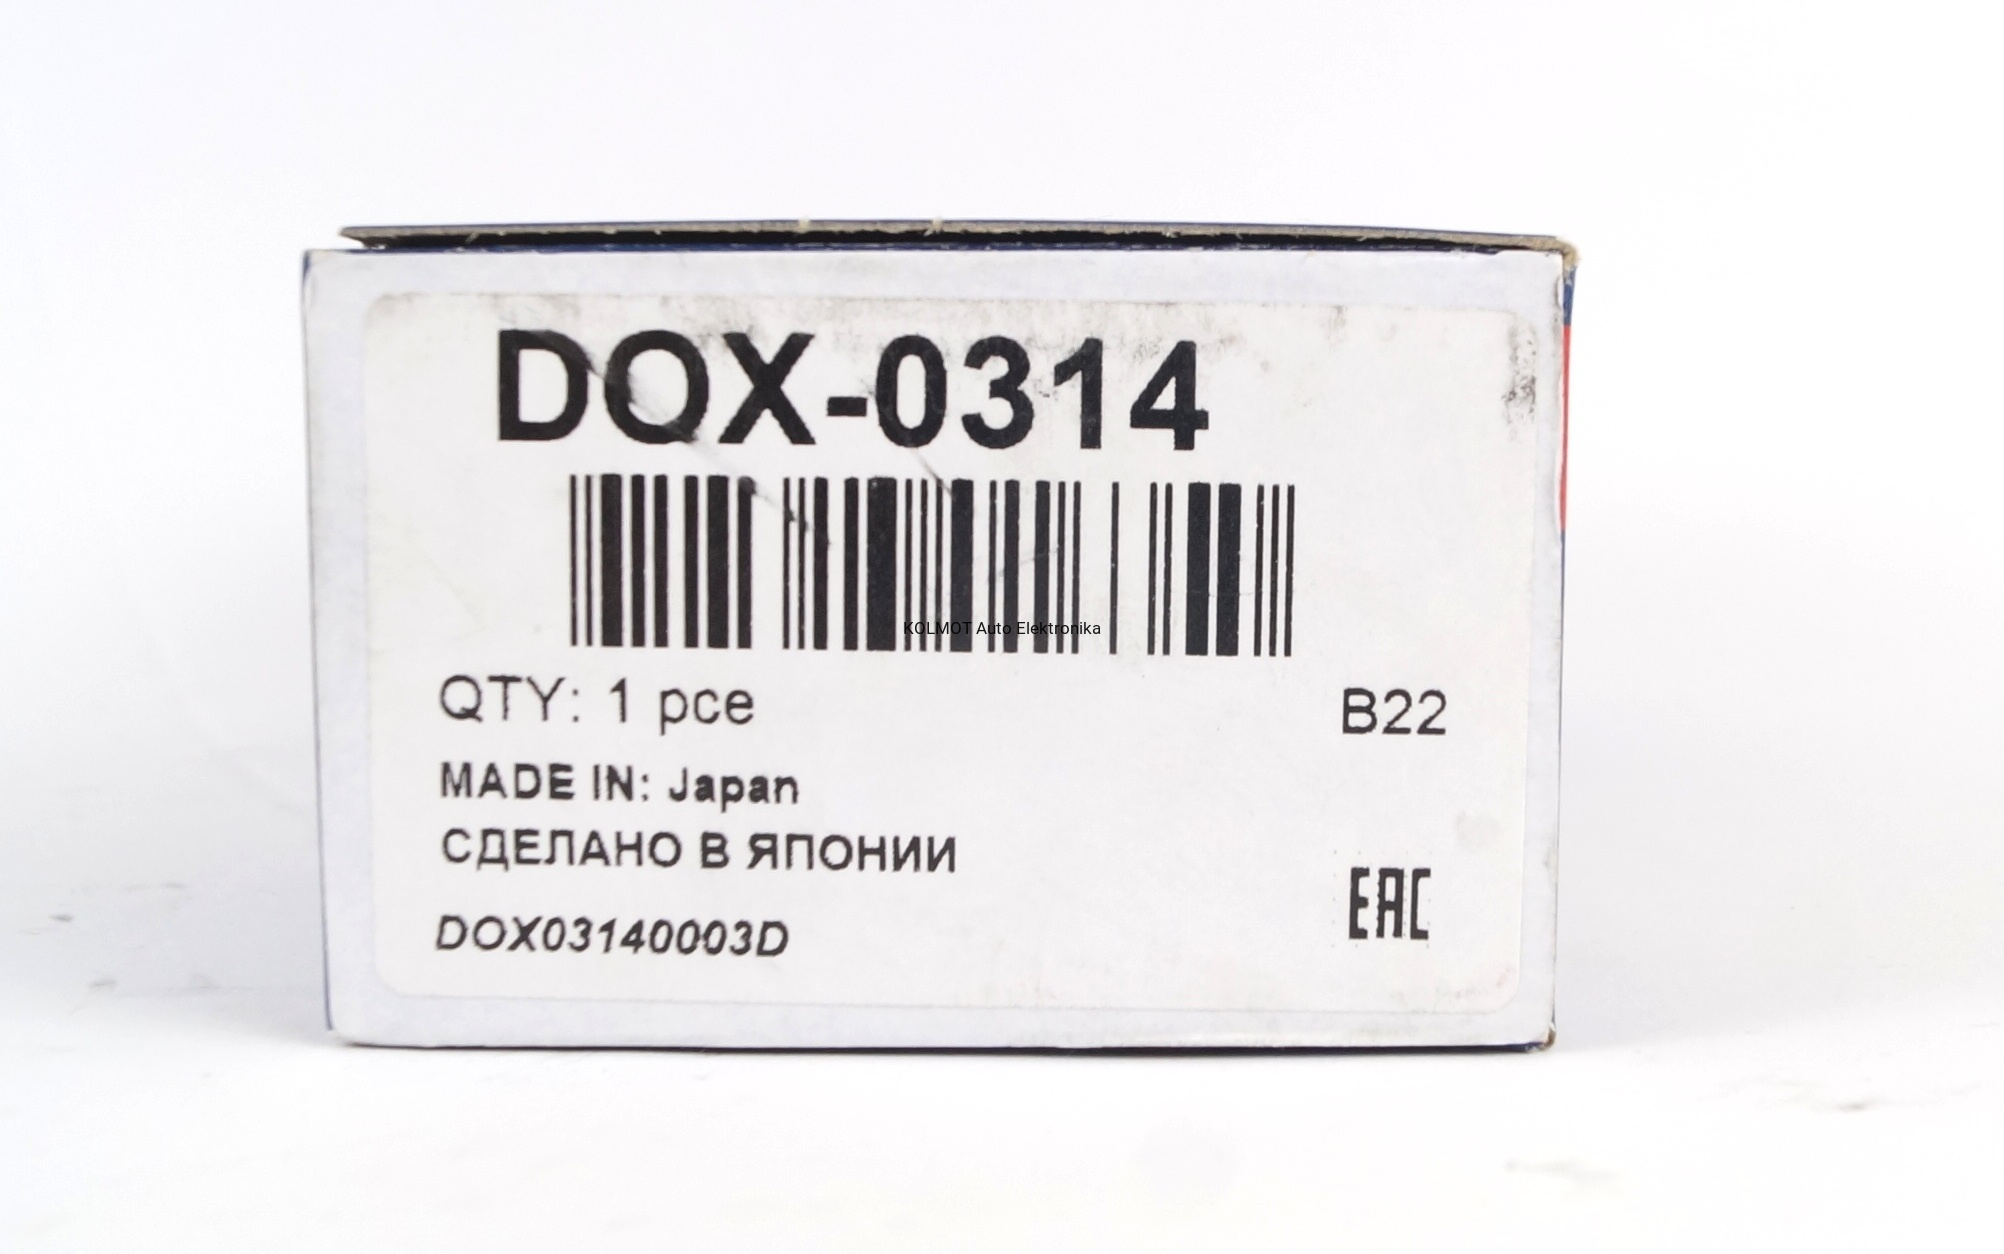 DOX-0314
KOLMOT Auto Elektronika
QTY: 1 pce
B22
MADE IN: Japan
СДЕЛАНО В ЯПОНИИ
EAC
DOX03140003D